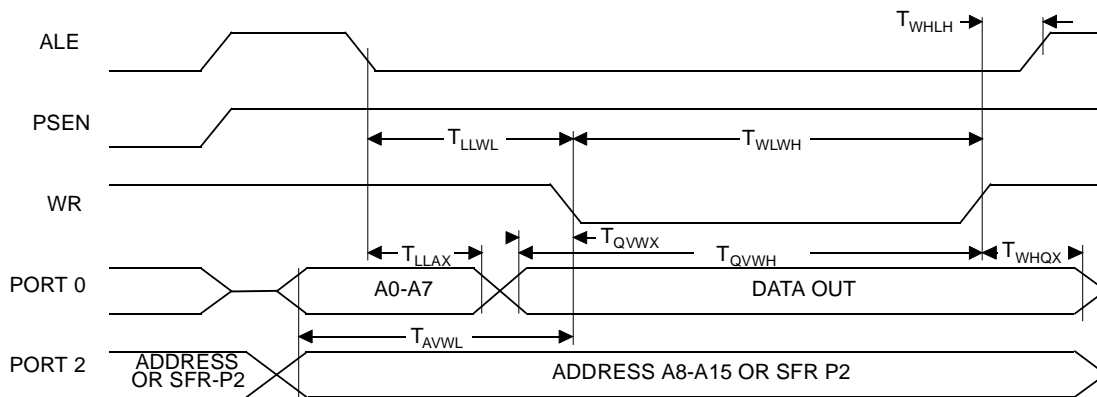 ALE
T_WHLH
PSEN
T_LLWL
T_WLWH
WR
T_QVWX
T_LLAX
T_QVWH
T_WHQX
PORT 0
A0-A7
DATA OUT
T_AVWL
PORT 2
ADDRESS
OR SFR-P2
ADDRESS A8-A15 OR SFR P2